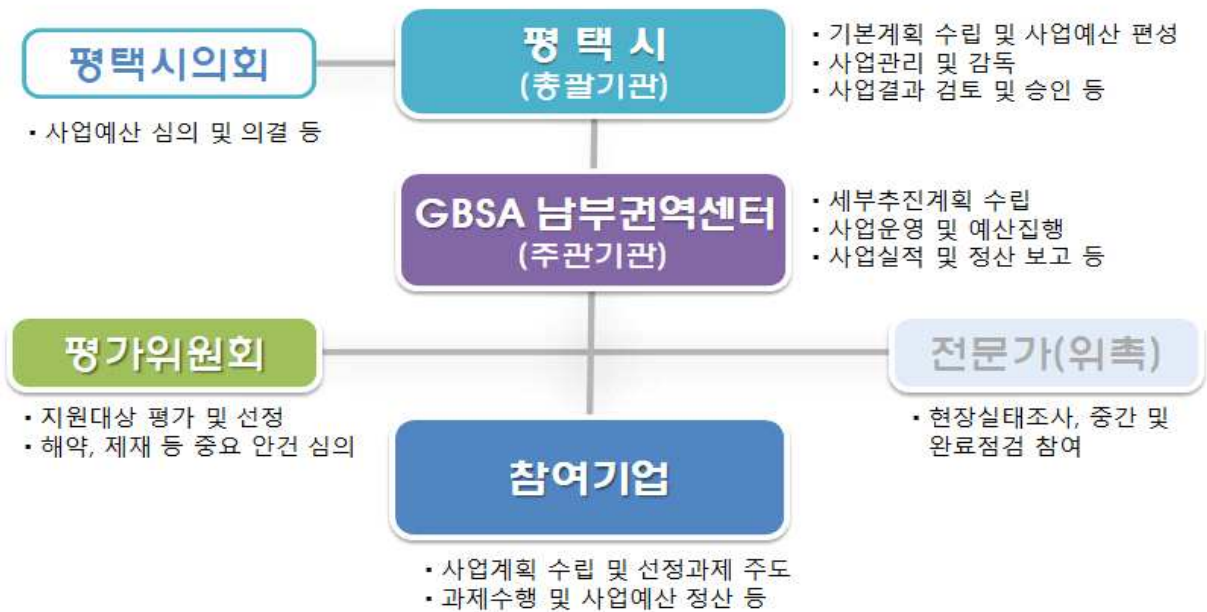 평택시의회
▪ 사업예산 심의 및 의결 등
평 택 시
(총괄기관)
▪ 기본계획 수립 및 사업예산 편성
▪ 사업관리 및 감독
▪ 사업결과 검토 및 승인 등
GBSA 남부권역센터
(주관기관)
▪ 세부추진계획 수립
▪ 사업운영 및 예산집행
▪ 사업실적 및 정산 보고 등
평가위원회
▪ 지원대상 평가 및 선정
▪ 해약, 제재 등 중요 안건 심의
전문가(위촉)
▪ 현장실태조사, 중간 및
완료점검 참여
참여기업
▪ 사업계획 수립 및 선정과제 주도
▪ 과제수행 및 사업예산 정산 등